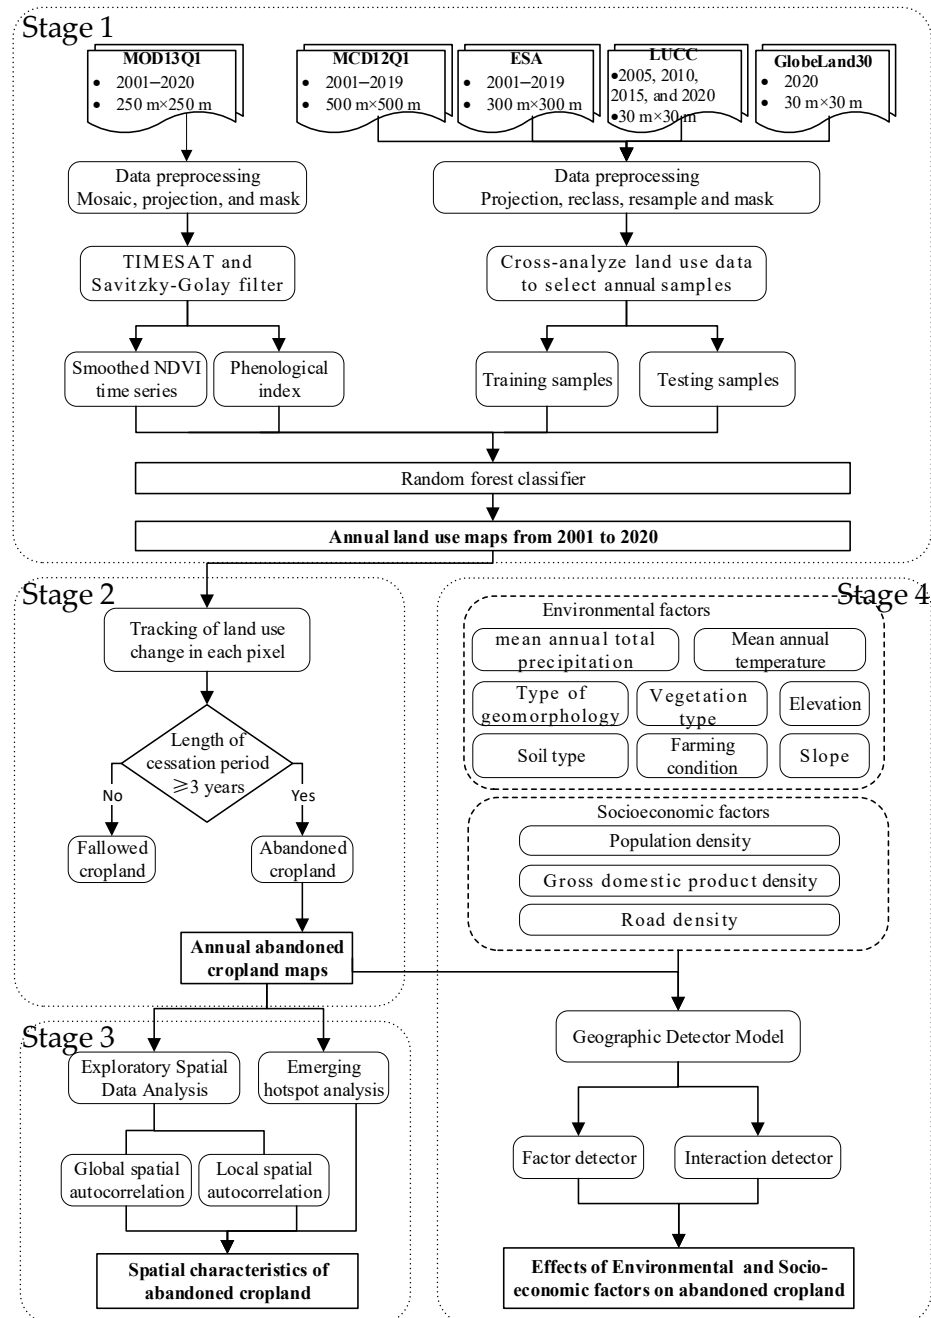 Stage 1
MOD13Q1
● 2001–2020
● 250 m×250 m
MCD12Q1
● 2001–2019
● 500 m×500 m
ESA
● 2001–2019
● 300 m×300 m
LUCC
●2005, 2010,
2015, and 2020
●30 m×30 m
GlobeLand30
● 2020
● 30 m×30 m
Data preprocessing
Mosaic, projection, and mask
Data preprocessing
Projection, reclass, resample and mask
TIMESAT and
Savitzky-Golay filter
Cross-analyze land use data
to select annual samples
Smoothed NDVI
time series
Phenological
index
Training samples
Testing samples
Random forest classifier
Annual land use maps from 2001 to 2020
Stage 2
Tracking of land use
change in each pixel
Length of
cessation period
≥3 years
No
Yes
Fallowed
cropland
Abandoned
cropland
Annual abandoned
cropland maps
Stage 3
Exploratory Spatial
Data Analysis
Emerging
hotspot analysis
Global spatial
autocorrelation
Local spatial
autocorrelation
Spatial characteristics of
abandoned cropland
Stage 4
Environmental factors
mean annual total
precipitation
Mean annual
temperature
Type of
geomorphology
Vegetation
type
Elevation
Soil type
Farming
condition
Slope
Socioeconomic factors
Population density
Gross domestic product density
Road density
Geographic Detector Model
Factor detector
Interaction detector
Effects of Environmental and Socio-
economic factors on abandoned cropland